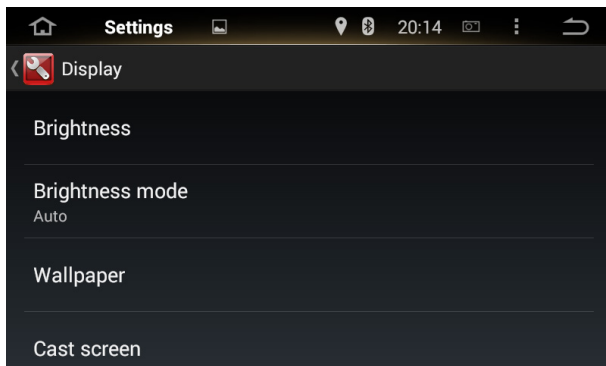 Settings 20:14
Display
Brightness
Brightness mode
Auto
Wallpaper
Cast screen